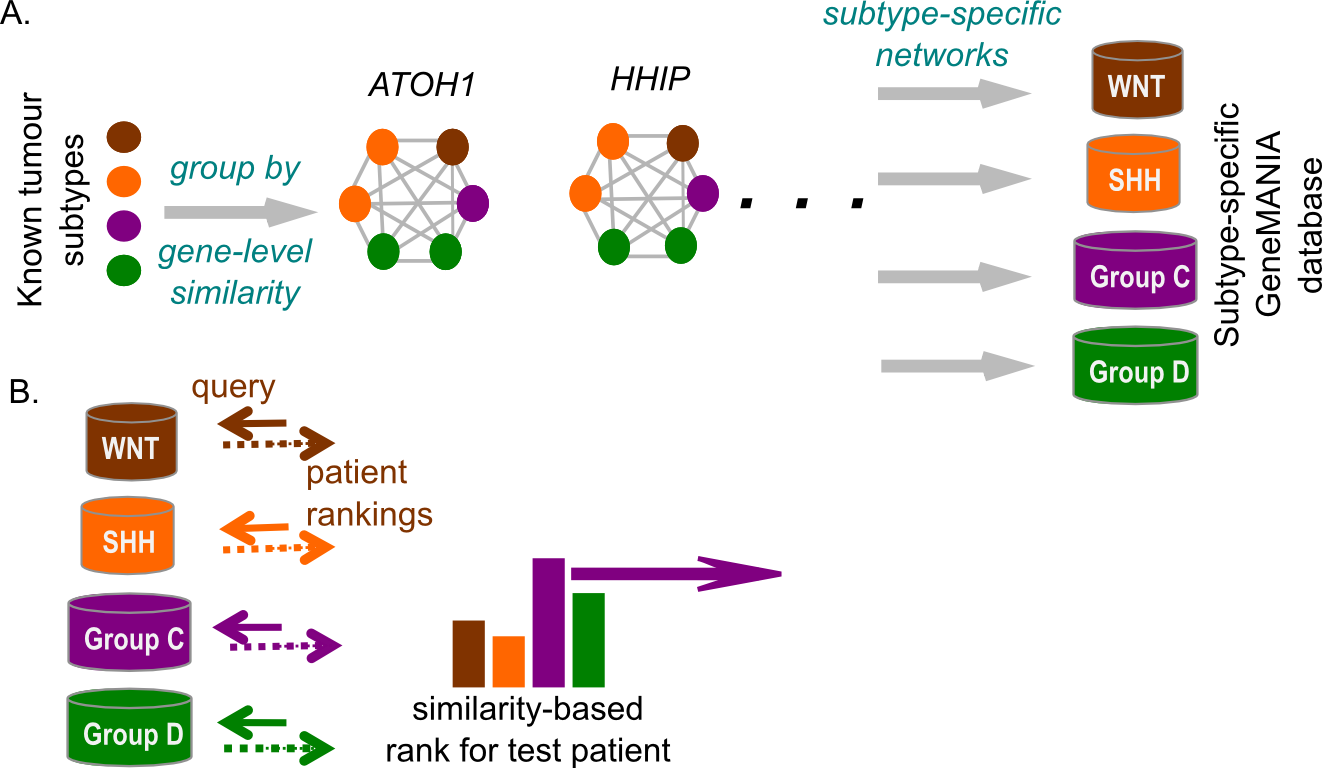 A.
Known tumour
subtypes
group by
gene-level
similarity
ATOH1
HHIP
. . .
subtype-specific
networks
WNT
SHH
Group C
Group D
Subtype-specific
GeneMANIA
database
B.
query
patient
rankings
WNT
SHH
Group C
Group D
similarity-based
rank for test patient